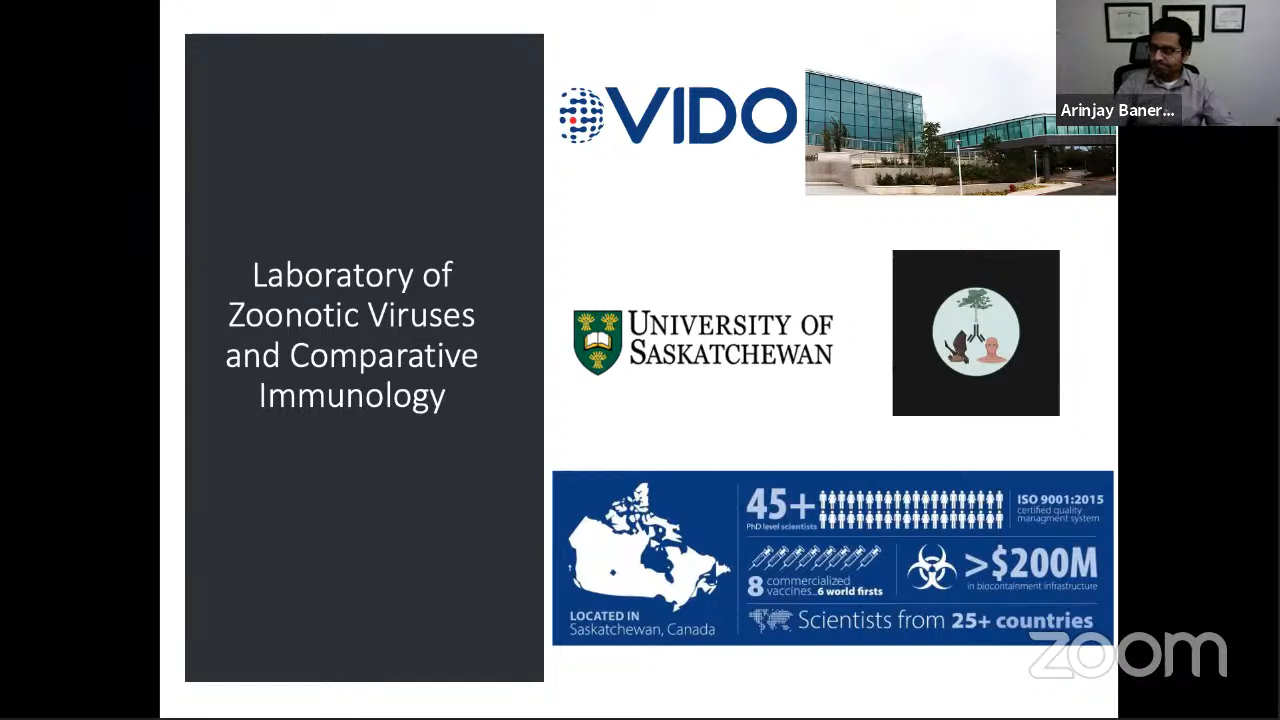 Laboratory of
Zoonotic Viruses
and Comparative
Immunology
VIDO
Arinjay Baner...
UNIVERSITY OF
SASKATCHEWAN
LOCATED IN
Saskatchewan, Canada
45+
PhD level scientists
ISO 9001:2015
certified quality
managment system
8 commercialized
vaccines...6 world firsts
>$200M
in biocontainment infrastructure
Scientists from 25+ countries
zoom